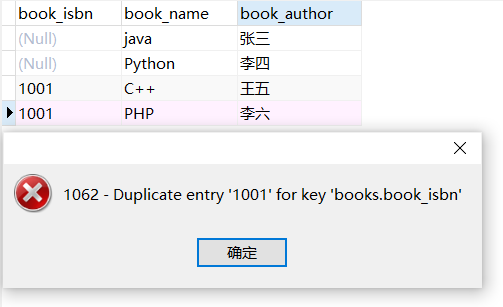 book_isbn book_name book_author
(Null) java 张三
(Null) Python 李四
1001 C++ 王五
1001 PHP 李六
1062 - Duplicate entry '1001' for key 'books.book_isbn'
确定